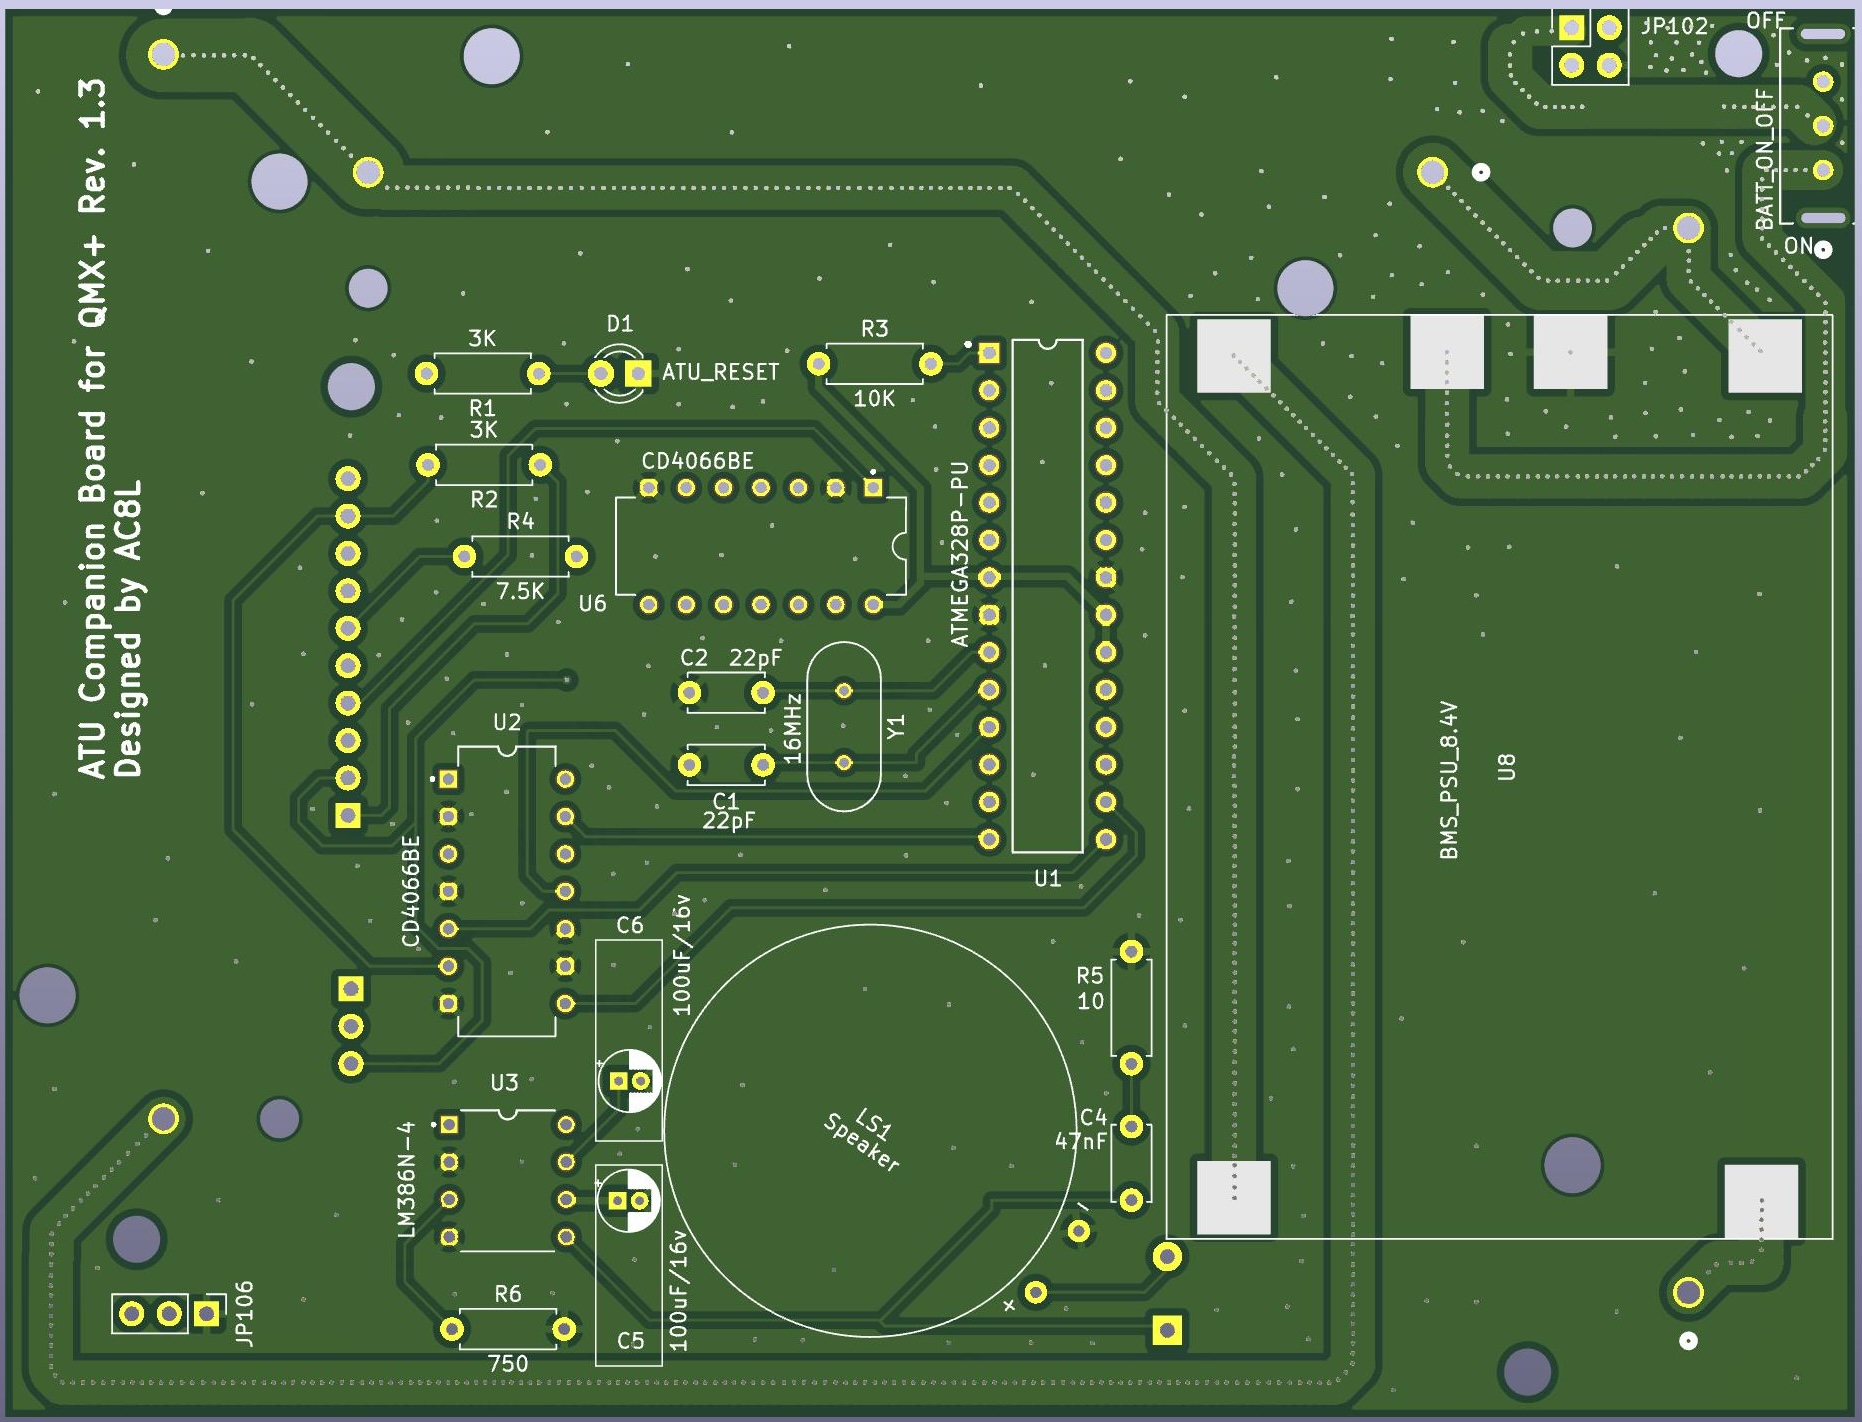 OFF
JP102
BATT_ON_OFF
ON
ATU Companion Board for QMX+ Rev. 1.3
Designed by AC8L
3K
R1
D1
ATU_RESET
R3
10K
3K
R2
R4
7.5K
CD4066BE
U6
ATMEGA328P-PU
U1
C2
22pF
16MHz
Y1
C1
22pF
U2
CD4066BE
BMS_PSU_8.4V
U8
C6
100uF/16v
+
R5
10
C4
47nF
LS1
Speaker
-
+
U3
LM386N-4
+
C5
100uF/16v
R6
750
JP106